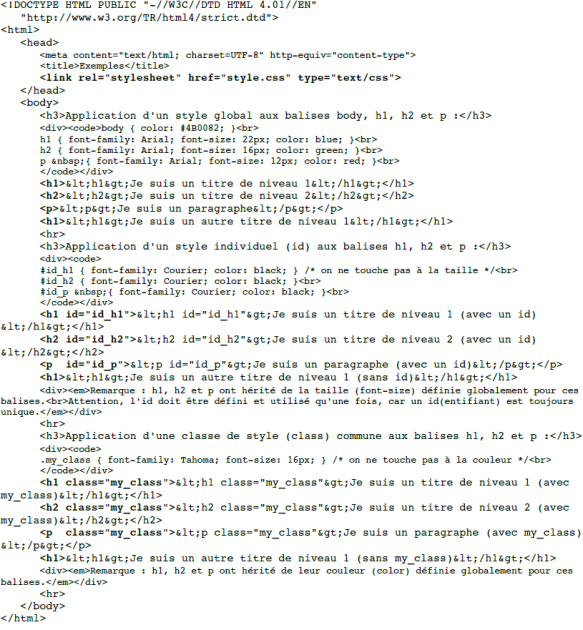 <!DOCTYPE HTML PUBLIC "-//W3C//DTD HTML 4.01//EN"
"http://www.w3.org/TR/html4/strict.dtd">
<html>
<head>
<meta content="text/html; charset=UTF-8" http-equiv="content-type">
<title>Exemples</title>
<link rel="stylesheet" href="style.css" type="text/css">
</head>
<body>
<h3>Application d'un style global aux balises body, h1, h2 et p :</h3>
<div><code>body { color: #4B0082; }<br>
h1 { font-family: Arial; font-size: 22px; color: blue; }<br>
h2 { font-family: Arial; font-size: 16px; color: green; }<br>
p &nbsp;{ font-family: Arial; font-size: 12px; color: red; }<br>
</code></div>
<h1>&lt;h1&gt;Je suis un titre de niveau 1&lt;/h1&gt;</h1>
<h2>&lt;h2&gt;Je suis un titre de niveau 2&lt;/h2&gt;</h2>
<p>&lt;p&gt;Je suis un paragraphe&lt;/p&gt;</p>
<h1>&lt;h1&gt;Je suis un autre titre de niveau 1&lt;/h1&gt;</h1>
<hr>
<h3>Application d'un style individuel (id) aux balises h1, h2 et p :</h3>
<div><code>
#id_h1 { font-family: Courier; color: black; } /* on ne touche pas à la taille */<br>
#id_h2 { font-family: Courier; color: black; }<br>
#id_p &nbsp;{ font-family: Courier; color: black; }<br>
</code></div>
<h1 id="id_h1">&lt;h1 id="id_h1"&gt;Je suis un titre de niveau 1 (avec un id)
&lt;/h1&gt;</h1>
<h2 id="id_h2">&lt;h2 id="id_h2"&gt;Je suis un titre de niveau 2 (avec un id)
&lt;/h2&gt;</h2>
<p  id="id_p">&lt;p id="id_p"&gt;Je suis un paragraphe (avec un id)&lt;/p&gt;</p>
<h1>&lt;h1&gt;Je suis un autre titre de niveau 1 (sans id)&lt;/h1&gt;</h1>
<div><em>Remarque : h1, h2 et p ont hérité de la taille (font-size) définie globalement pour ces
balises.<br>Attention, l'id doit être défini et utilisé qu'une fois, car un id(entifiant) est toujours
unique.</em></div>
<hr>
<h3>Application d'une classe de style (class) commune aux balises h1, h2 et p :</h3>
<div><code>
.my_class { font-family: Tahoma; font-size: 16px; } /* on ne touche pas à la couleur */<br>
</code></div>
<h1 class="my_class">&lt;h1 class="my_class"&gt;Je suis un titre de niveau 1 (avec
my_class)&lt;/h1&gt;</h1>
<h2 class="my_class">&lt;h2 class="my_class"&gt;Je suis un titre de niveau 2 (avec
my_class)&lt;/h2&gt;</h2>
<p  class="my_class">&lt;p class="my_class"&gt;Je suis un paragraphe (avec my_class)
&lt;/p&gt;</p>
<h1>&lt;h1&gt;Je suis un autre titre de niveau 1 (sans my_class)&lt;/h1&gt;</h1>
<div><em>Remarque : h1, h2 et p ont hérité de leur couleur (color) définie globalement pour ces
balises.</em></div>
<hr>
</body>
</html>